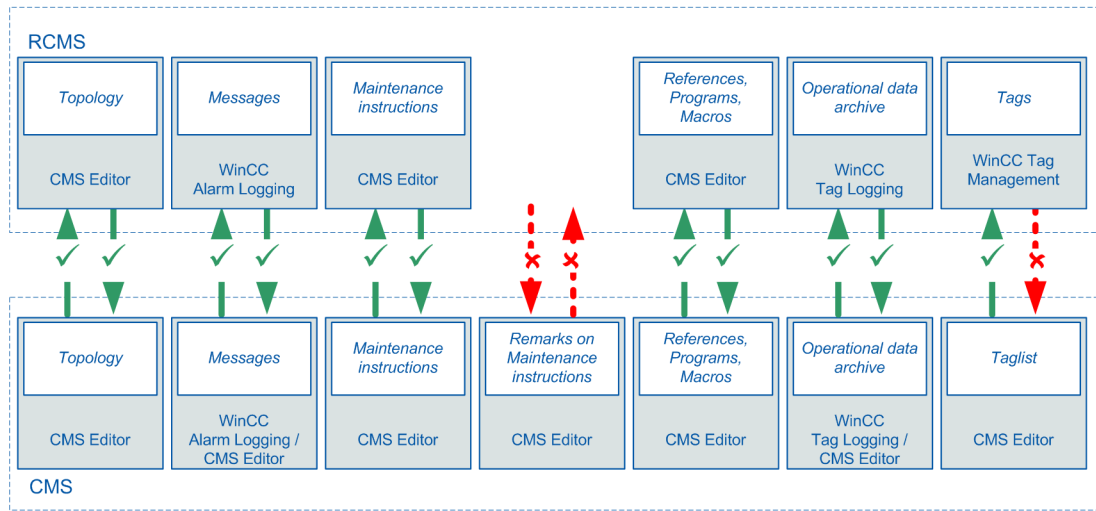 RCMS
Topology
CMS Editor
Messages
WinCC
Alarm Logging
Maintenance
instructions
CMS Editor
References,
Programs,
Macros
CMS Editor
Operational data
archive
WinCC
Tag Logging
Tags
WinCC Tag
Management
Topology
CMS Editor
Messages
WinCC
Alarm Logging /
CMS Editor
Maintenance
instructions
CMS Editor
Remarks on
Maintenance
instructions
CMS Editor
References,
Programs,
Macros
CMS Editor
Operational data
archive
WinCC
Tag Logging /
CMS Editor
Taglist
CMS Editor
CMS